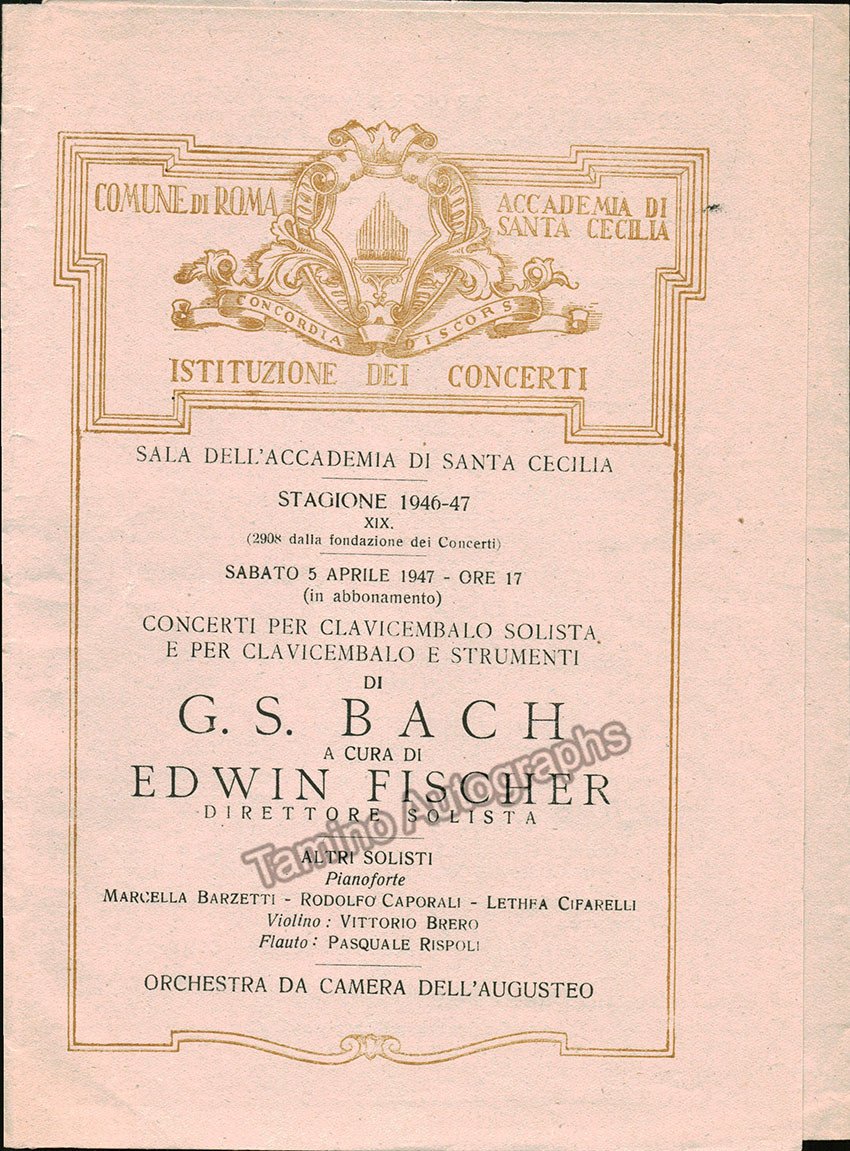 COMUNE DI ROMA
ACCADEMIA DI
SANTA CECILIA
CONCORDIA DISCORS
ISTITUZIONE DEI CONCERTI
SALA DELL'ACCADEMIA DI SANTA CECILIA
STAGIONE 1946-47
XIX.
(2908 dalla fondazione dei Concerti)
SABATO 5 APRILE 1947 - ORE 17
(in abbonamento)
CONCERTI PER CLAVICEMBALO SOLISTA
E PER CLAVICEMBALO E STRUMENTI
DI
G. S. BACH
A CURA DI
EDWIN FISCHER
DIRETTORE SOLISTA
Tamino Autographs
ALTRI SOLISTI
Pianoforte
MARCELLA BARZETTI - RODOLFO CAPORALI - LETHEA CIFARELLI
Violino : VITTORIO BRERO
Flauto : PASQUALE RISPOLI
ORCHESTRA DA CAMERA DELL'AUGUSTEO